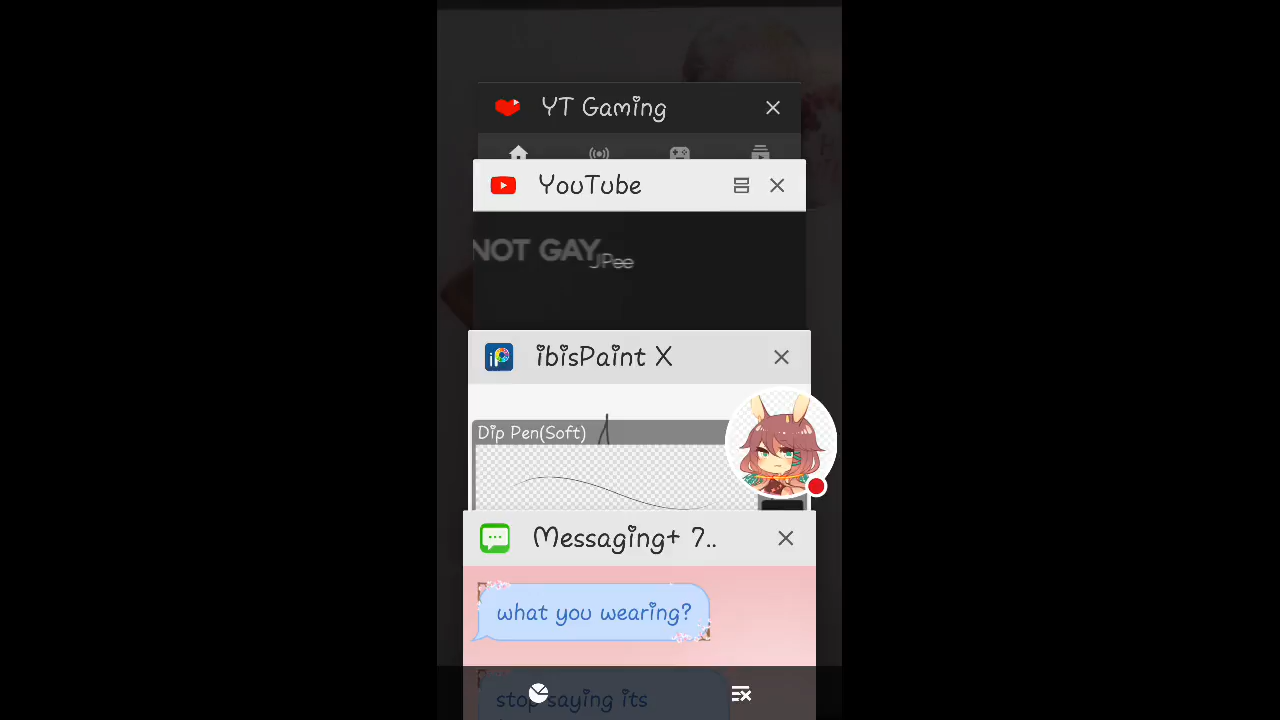 YT Gaming
YouTube
NOT GAY
JPee
ibisPaint X
Dip Pen(Soft)
Messaging+ 7..
what you wearing?
stop saying its